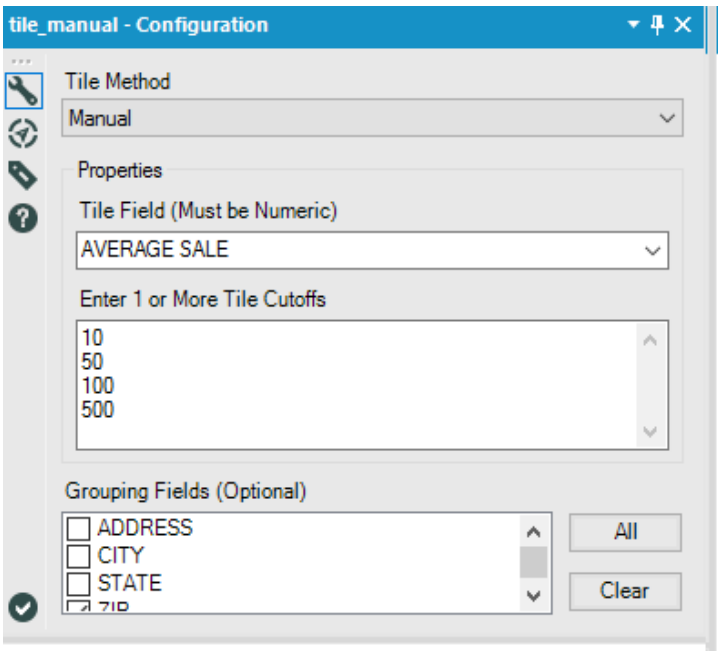 tile_manual - Configuration
Tile Method
Manual
Properties
Tile Field (Must be Numeric)
AVERAGE SALE
Enter 1 or More Tile Cutoffs
10
50
100
500
Grouping Fields (Optional)
ADDRESS
All
CITY
STATE
Clear
ZIP